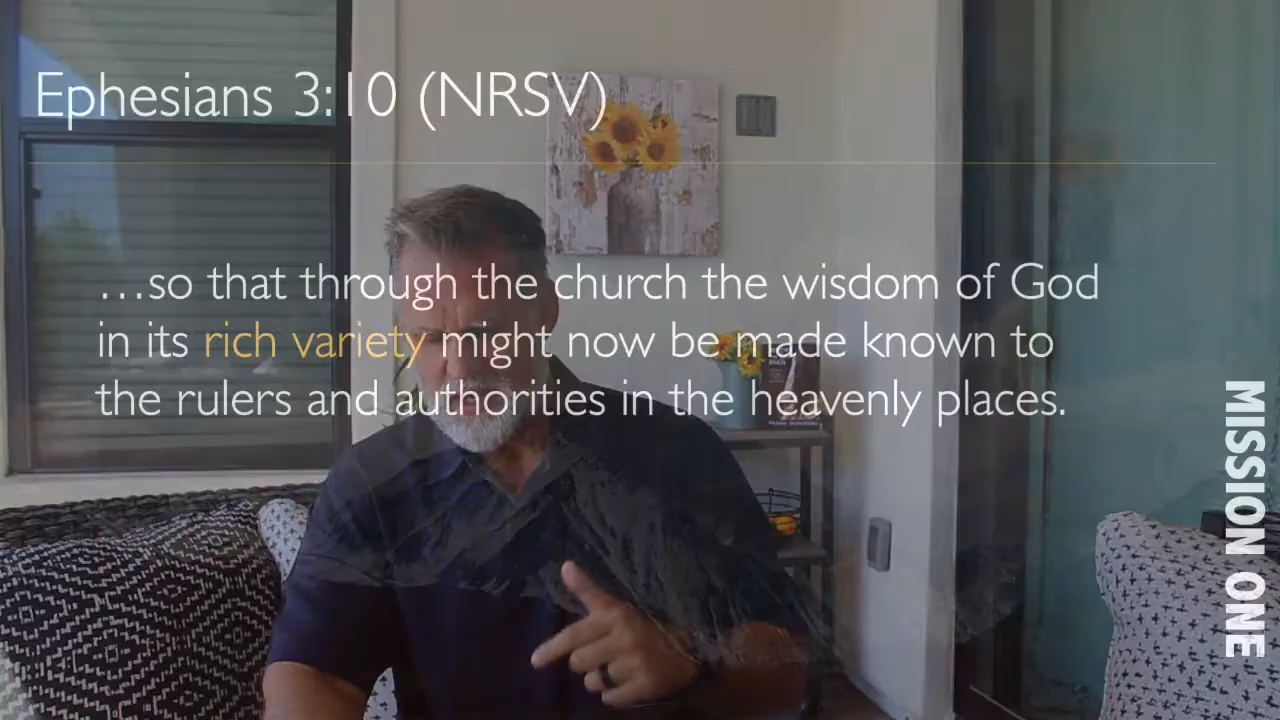 Ephesians 3:10 (NRSV)
…so that through the church the wisdom of God
in its rich variety might now be made known to
the rulers and authorities in the heavenly places.
MISSION ONE